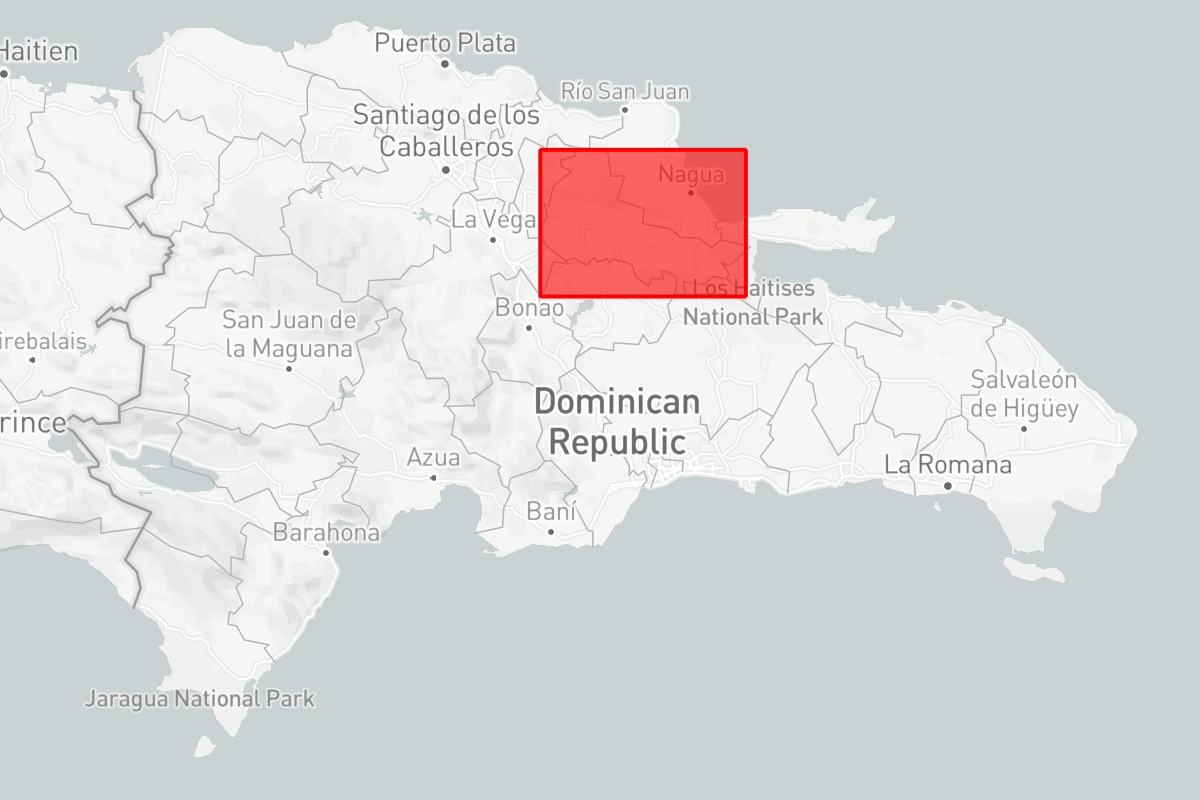 Haitien
Puerto Plata
Río San Juan
Santiago de los
Caballeros
Nagua
La Vega
Los Haitises
National Park
Bonao
San Juan de
la Maguana
irebalais
Dominican
Republic
Salvaleón
de Higüey
rince
Azua
La Romana
Baní
Barahona
Jaragua National Park